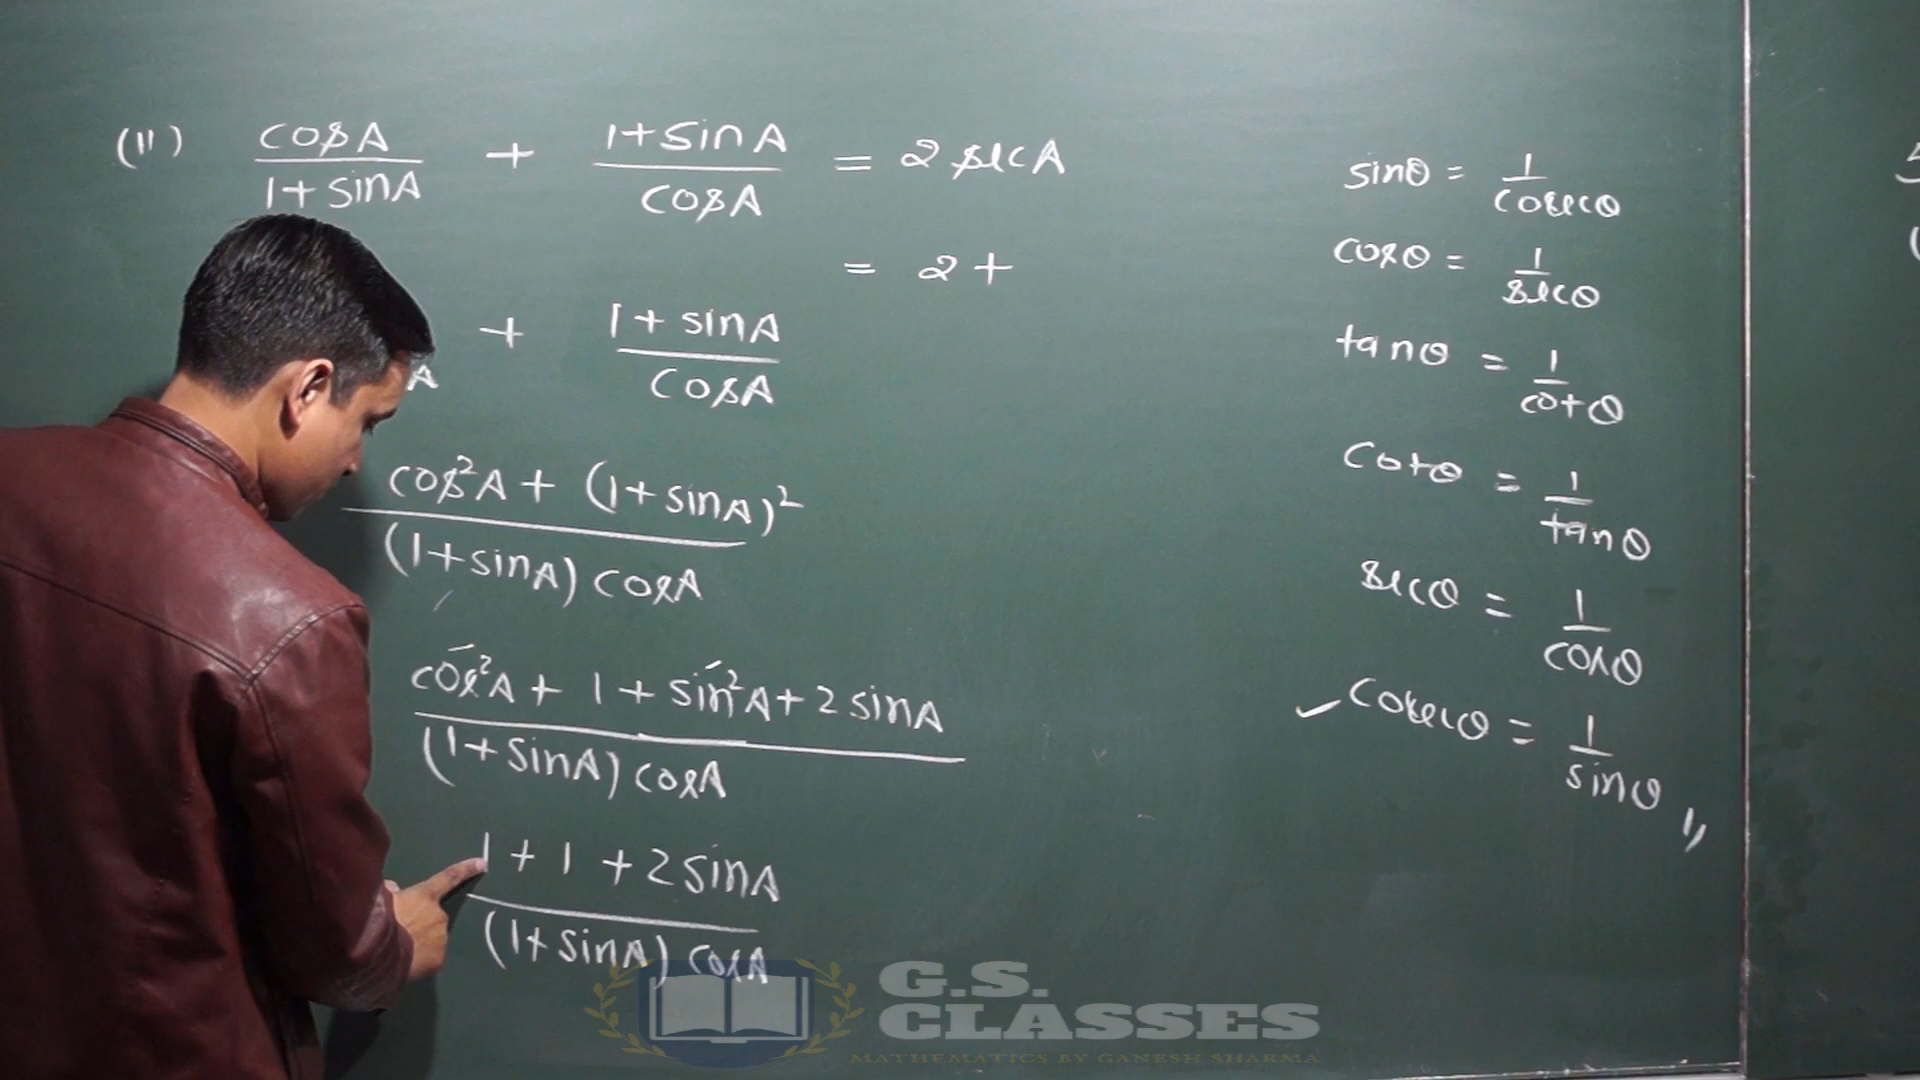 (11) cosA/1+sinA + 1+sinA/cosA = 2 secA
= 2 +
A + 1+sinA/cosA
cos²A + (1+sinA)²
(1+sinA) cosA
cos²A + 1 + sin²A + 2 sinA
(1+sinA) cosA
1 + 1 + 2 sinA
(1+sinA) cosA
sinθ = 1/cosecθ
cosθ = 1/secθ
tanθ = 1/cotθ
cotθ = 1/tanθ
secθ = 1/cosθ
✓cosecθ = 1/sinθ
G.S.
CLASSES
MATHEMATICS BY GANESH SHARMA